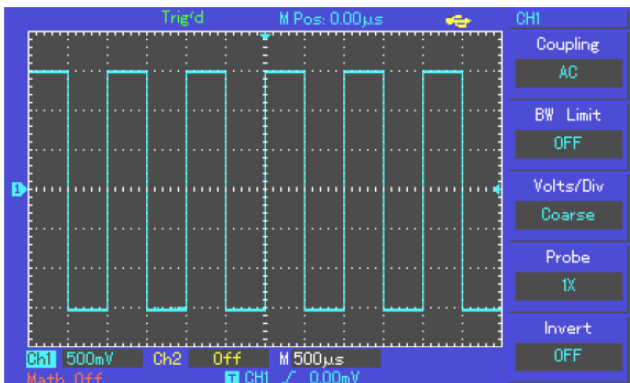 Trig'd M Pos: 0.00μs CH1
Coupling
AC
BW Limit
OFF
Volts/Div
Coarse
Probe
1X
Invert
OFF
1
Ch1 500mV Ch2 Off M 500μs
Math Off T CH1 0.00mV